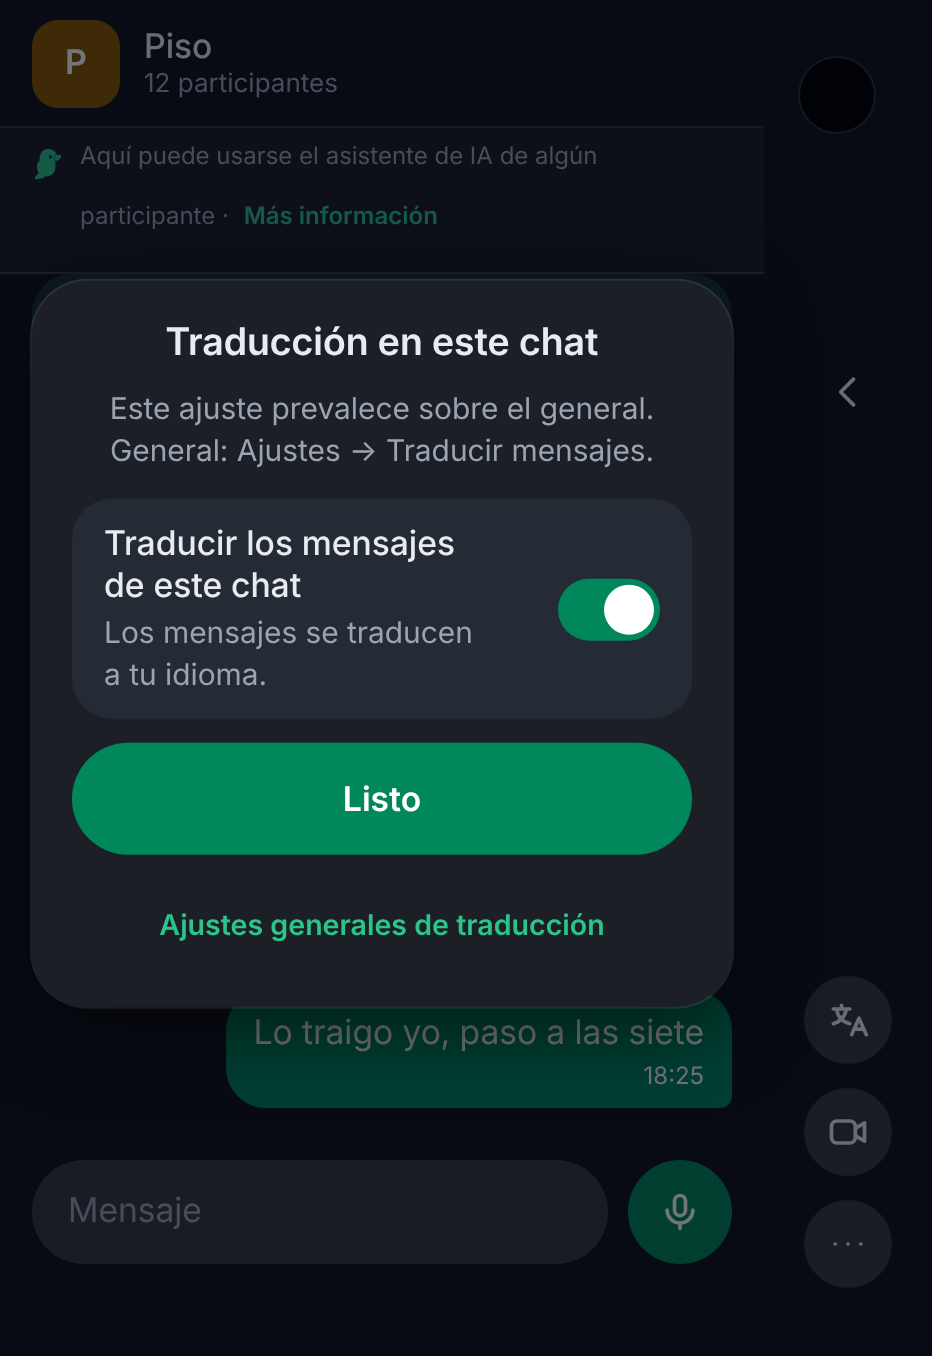 P
Piso
12 participantes
Aquí puede usarse el asistente de IA de algún
participante · Más información
Traducción en este chat
Este ajuste prevalece sobre el general.
General: Ajustes → Traducir mensajes.
Traducir los mensajes
de este chat
Los mensajes se traducen
a tu idioma.
Listo
Ajustes generales de traducción
Lo traigo yo, paso a las siete
18:25
Mensaje